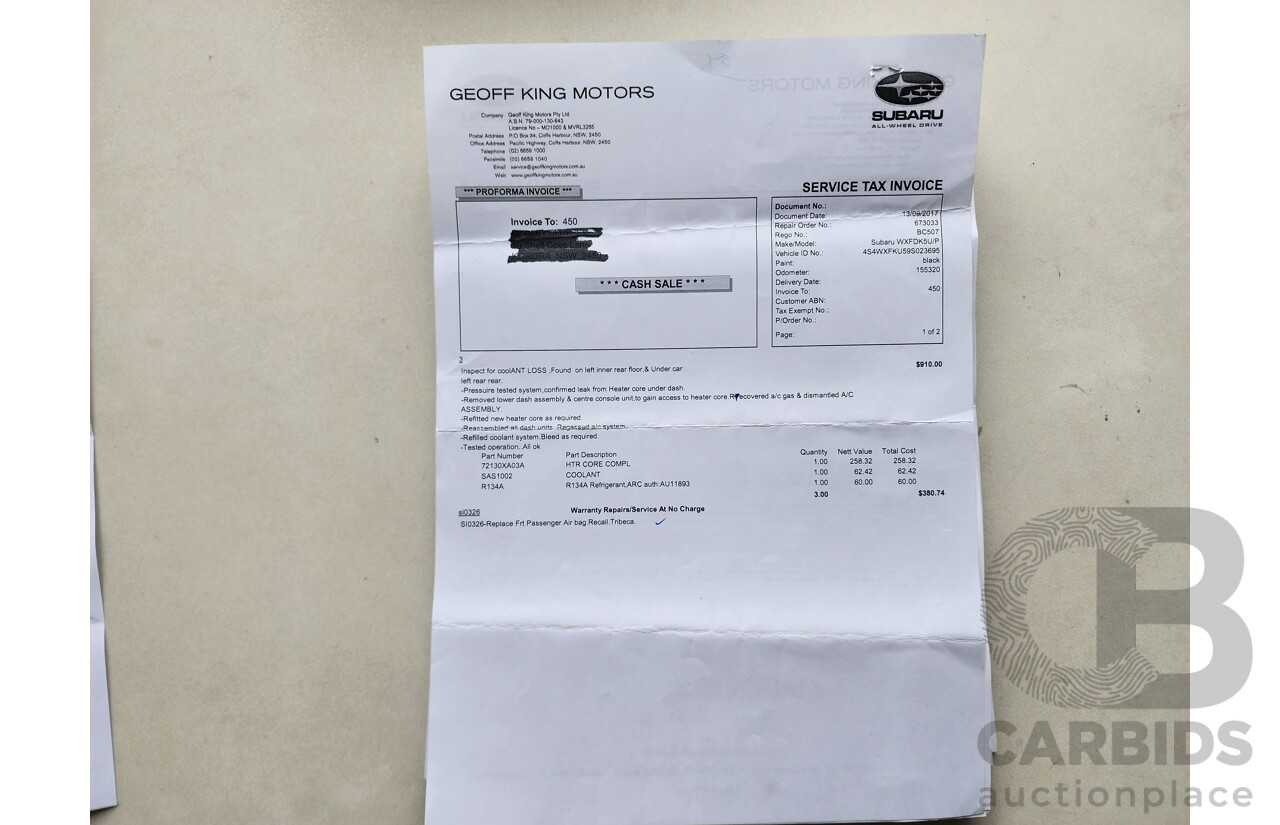 GEOFF KING MOTORS
SUBARU
ALL-WHEEL DRIVE
Company Geoff King Motors Pty Ltd
A.B.N. 79-000-130-843
Licence No - MD1000 & MVRL3265
Postal Address P.O Box 34, Coffs Harbour, NSW, 2450
Office Address Pacific Highway, Coffs Harbour, NSW, 2450
Telephone (02) 6659 1000
Facsimile (02) 6659 1040
Email service@geoffkingmotors.com.au
Web www.geoffkingmotors.com.au
*** PROFORMA INVOICE ***
SERVICE TAX INVOICE
Invoice To: 450
*** CASH SALE ***
Document No.:
Document Date: 13/09/2017
Repair Order No.: 673033
Rego No.: BC507
Make/Model: Subaru WXFDK5U/P
Vehicle ID No.: 4S4WXFKU59S023695
Paint: black
Odometer: 155320
Delivery Date:
Invoice To: 450
Customer ABN:
Tax Exempt No.:
P/Order No.:
Page: 1 of 2
3
$910.00
Inspect for coolANT LOSS ,Found on left inner rear floor,& Under car
left rear rear.
-Pressuire tested system,confirmed leak from Heater core under dash.
-Removed lower dash assembly & centre console unit,to gain access to heater core. Recovered a/c gas & dismantled A/C
ASSEMBLY.
-Refitted new heater core as required.
-Reassembled all dash units. Regassed a/c system.
-Refilled coolant system.Bleed as required.
-Tested operation..All ok
Part Number Part Description Quantity Nett Value Total Cost
72130XA03A HTR CORE COMPL 1.00 258.32 258.32
SAS1002 COOLANT 1.00 62.42 62.42
R134A R134A Refrigerant,ARC auth:AU11893 1.00 60.00 60.00
3.00 $380.74
si0326 Warranty Repairs/Service At No Charge
SI0326-Replace Frt Passenger Air bag.Recall.Tribeca.
CB
CARBIDS
auctionplace